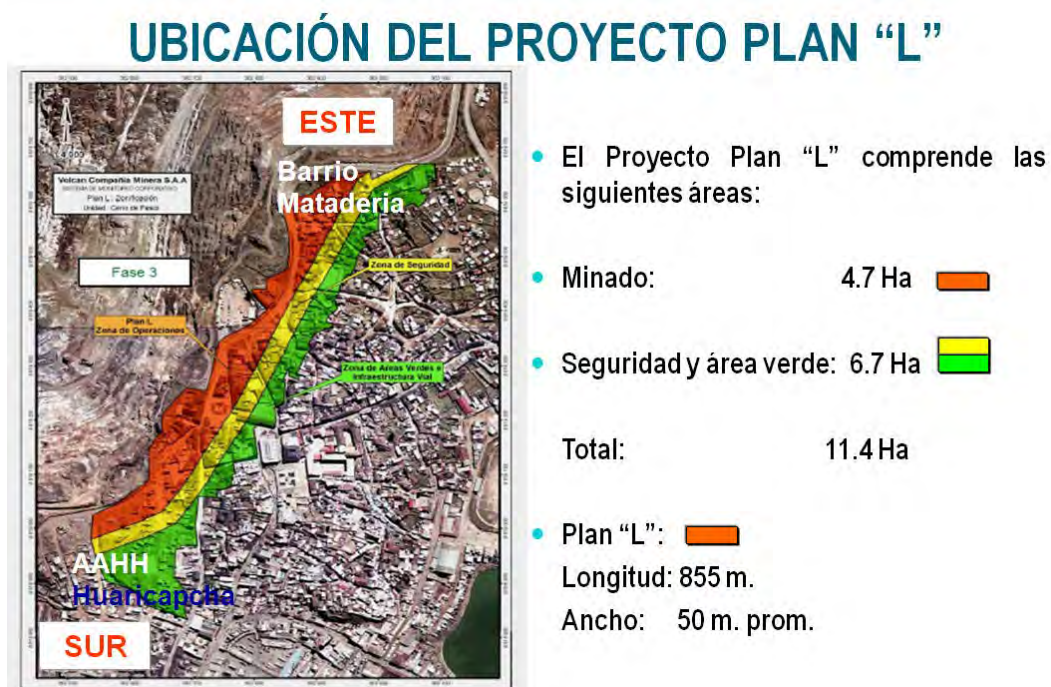 UBICACIÓN DEL PROYECTO PLAN “L”
ESTE
Barrio
Mataderia
Volcan Compañía Minera S.A.A
Plan L : Zonificación
Unidad : Cerro de Pasco
Fase 3
Zona de Seguridad
Plan L
Zona de Operaciones
Zona de Areas Verdes e
Infraestructura Vial
AAHH
Huaricapcha
SUR
• El Proyecto Plan “L” comprende las
siguientes áreas:
• Minado: 4.7 Ha
• Seguridad y área verde: 6.7 Ha
Total: 11.4 Ha
• Plan “L”:
Longitud: 855 m.
Ancho: 50 m. prom.